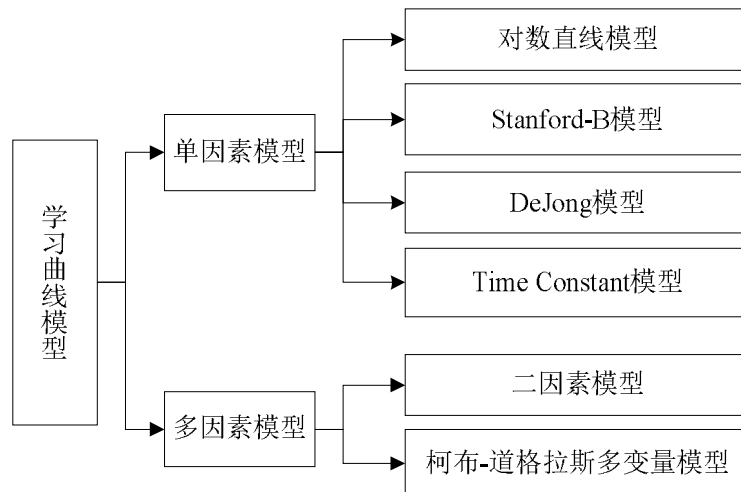 学习曲线模型
单因素模型
对数直线模型
Stanford-B模型
DeJong模型
Time Constant模型
多因素模型
二因素模型
柯布-道格拉斯多变量模型